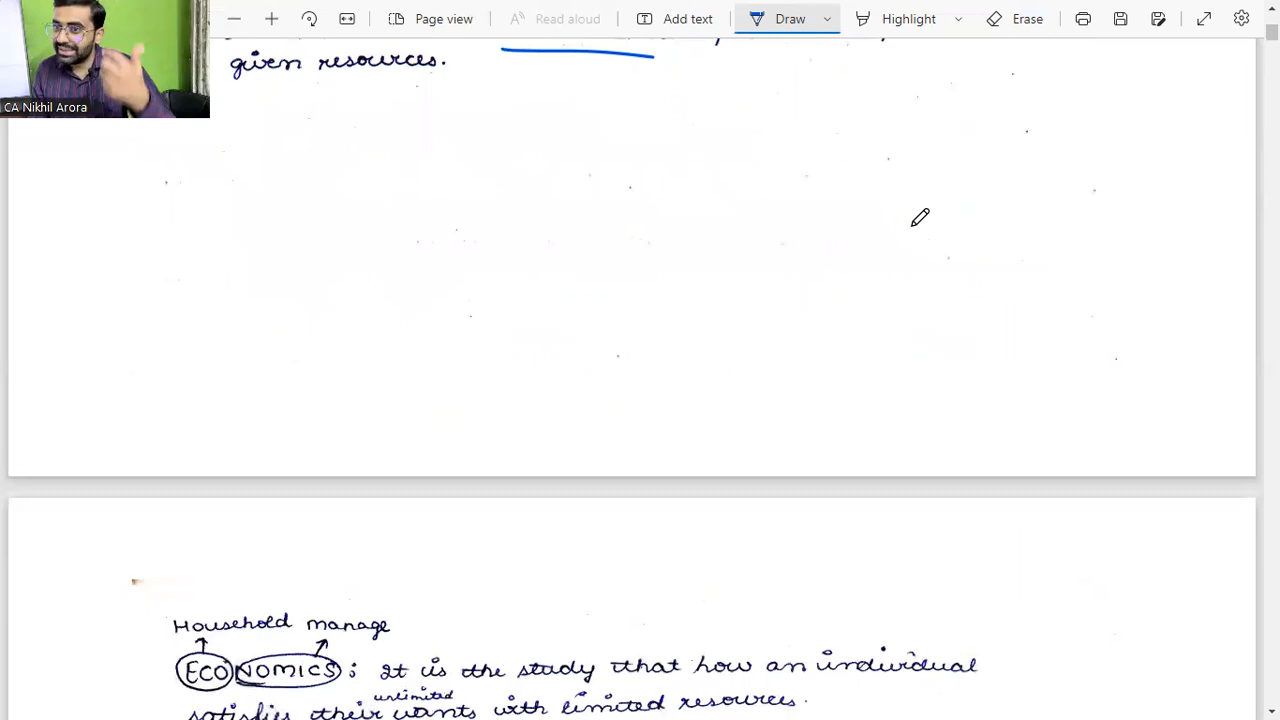 Page view
Read aloud
Add text
Draw
Highlight
Erase
CA Nikhil Arora
given resources.
Household manage
ECONOMICS : It is the study that how an individual
unlimited
satisfies their wants with limited resources.